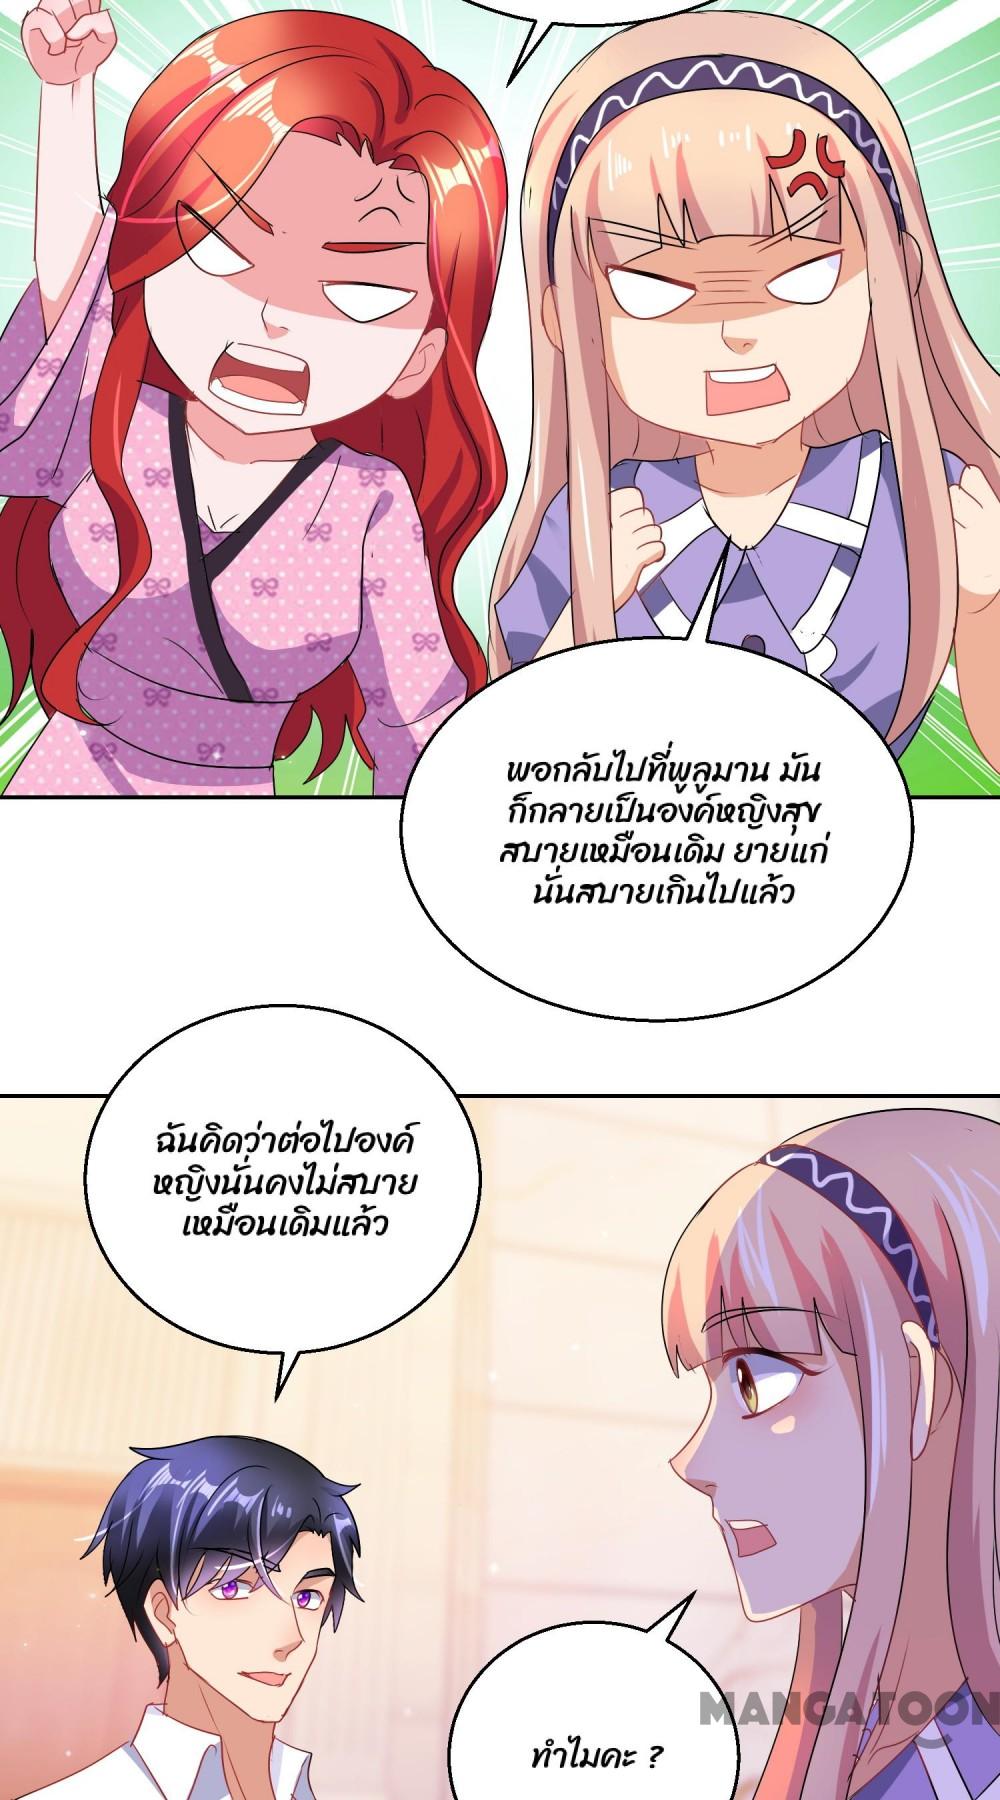 พอกลับไปที่พูลูมาน มัน
ก็กลายเป็นองค์หญิงสุข
สบายเหมือนเดิม ยายแก่
นั่นสบายเกินไปแล้ว
ฉันคิดว่าต่อไปองค์
หญิงนั่นคงไม่สบาย
เหมือนเดิมแล้ว
ทำไมคะ ?
MANGATOON